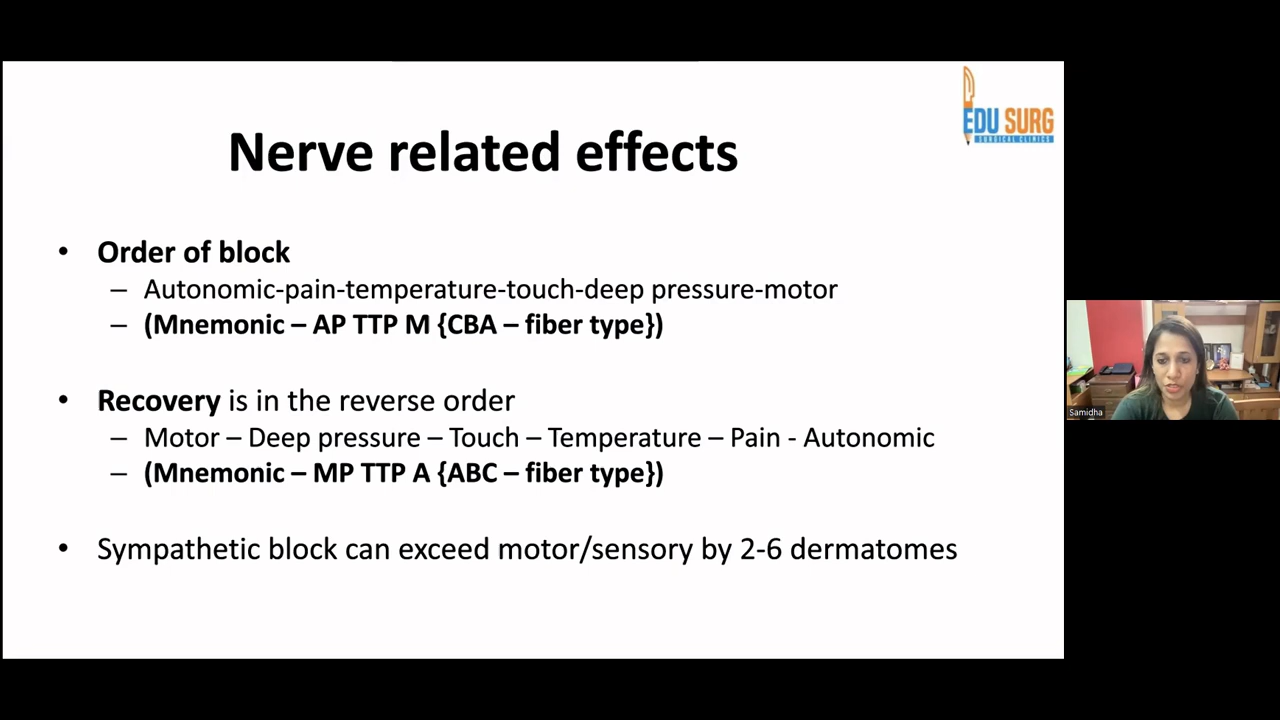 EDU SURG
SURGICAL CLINICS
Nerve related effects
• Order of block
– Autonomic-pain-temperature-touch-deep pressure-motor
– (Mnemonic – AP TTP M {CBA – fiber type})
• Recovery is in the reverse order
– Motor – Deep pressure – Touch – Temperature – Pain - Autonomic
– (Mnemonic – MP TTP A {ABC – fiber type})
• Sympathetic block can exceed motor/sensory by 2-6 dermatomes
Samidha